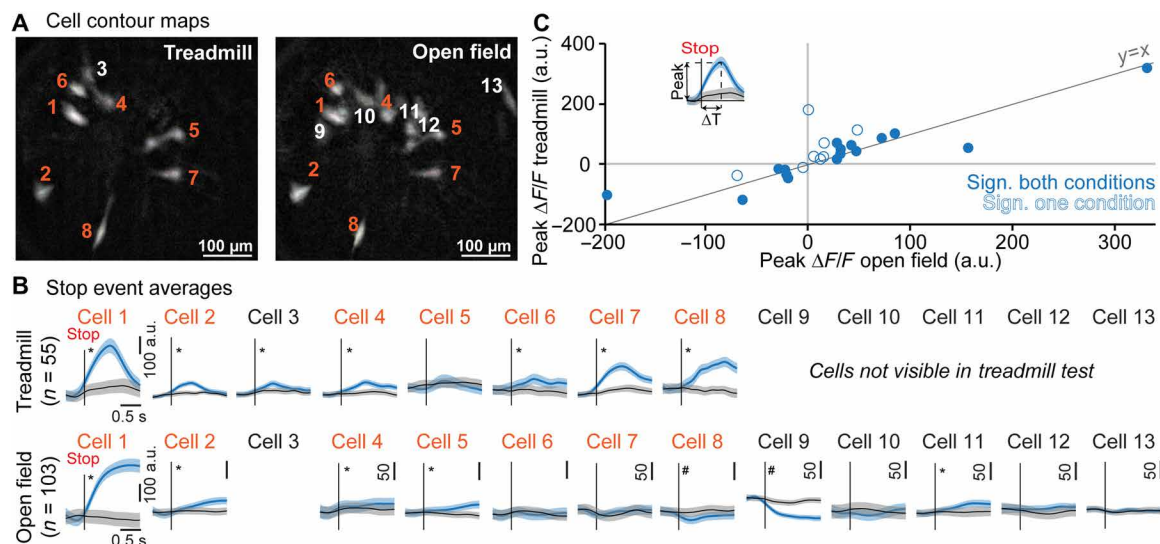 A Cell contour maps
Treadmill
3
6
1
4
5
2
7
8
100 µm
Open field
13
6
1
4
11
10
9
12
5
2
7
8
100 µm
C
Peak ΔF/F treadmill (a.u.)
400
200
0
−200
−200
−100
0
100
200
300
Peak ΔF/F open field (a.u.)
Stop
Peak
ΔT
y=x
Sign. both conditions
Sign. one condition
B Stop event averages
Treadmill
(n = 55)
Cell 1 Cell 2 Cell 3 Cell 4 Cell 5 Cell 6 Cell 7 Cell 8 Cell 9 Cell 10 Cell 11 Cell 12 Cell 13
Stop
* * * * * * *
100 a.u.
0.5 s
Cells not visible in treadmill test
Open field
(n = 103)
Cell 1 Cell 2 Cell 3 Cell 4 Cell 5 Cell 6 Cell 7 Cell 8 Cell 9 Cell 10 Cell 11 Cell 12 Cell 13
Stop
* * * * # # *
100 a.u.
50 50 50 50 50 50 50
0.5 s